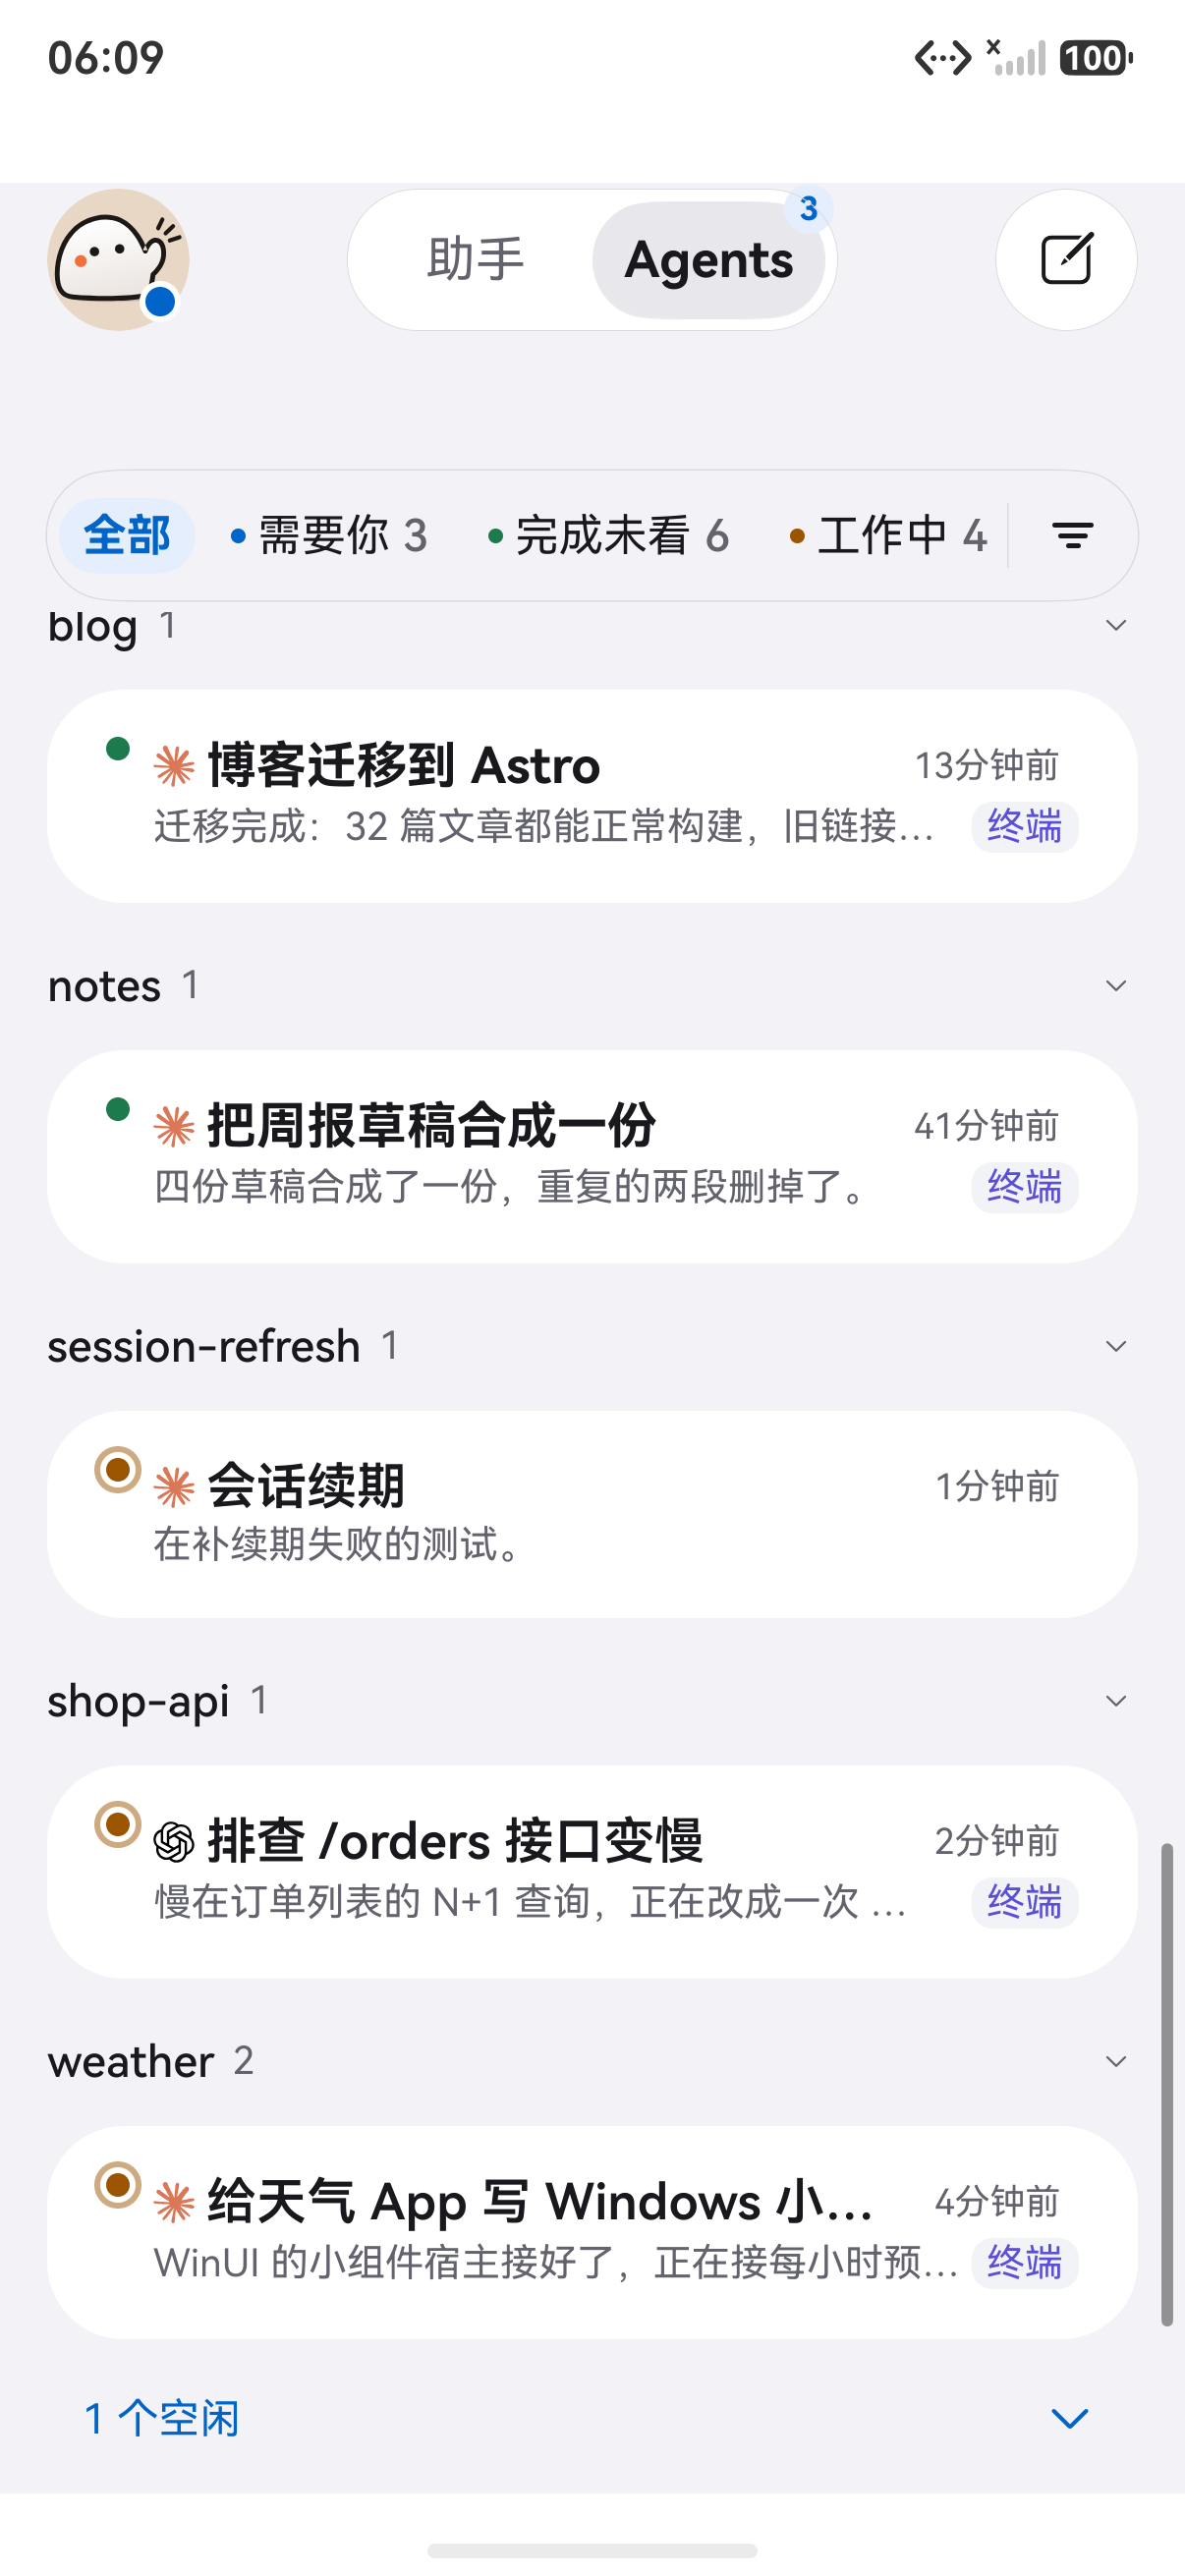 06:09
100
助手
Agents
3
全部
需要你 3
完成未看 6
工作中 4
blog 1
博客迁移到 Astro
13分钟前
迁移完成：32 篇文章都能正常构建，旧链接…
终端
notes 1
把周报草稿合成一份
41分钟前
四份草稿合成了一份，重复的两段删掉了。
终端
session-refresh 1
会话续期
1分钟前
在补续期失败的测试。
shop-api 1
排查 /orders 接口变慢
2分钟前
慢在订单列表的 N+1 查询，正在改成一次 …
终端
weather 2
给天气 App 写 Windows 小…
4分钟前
WinUI 的小组件宿主接好了，正在接每小时预…
终端
1 个空闲